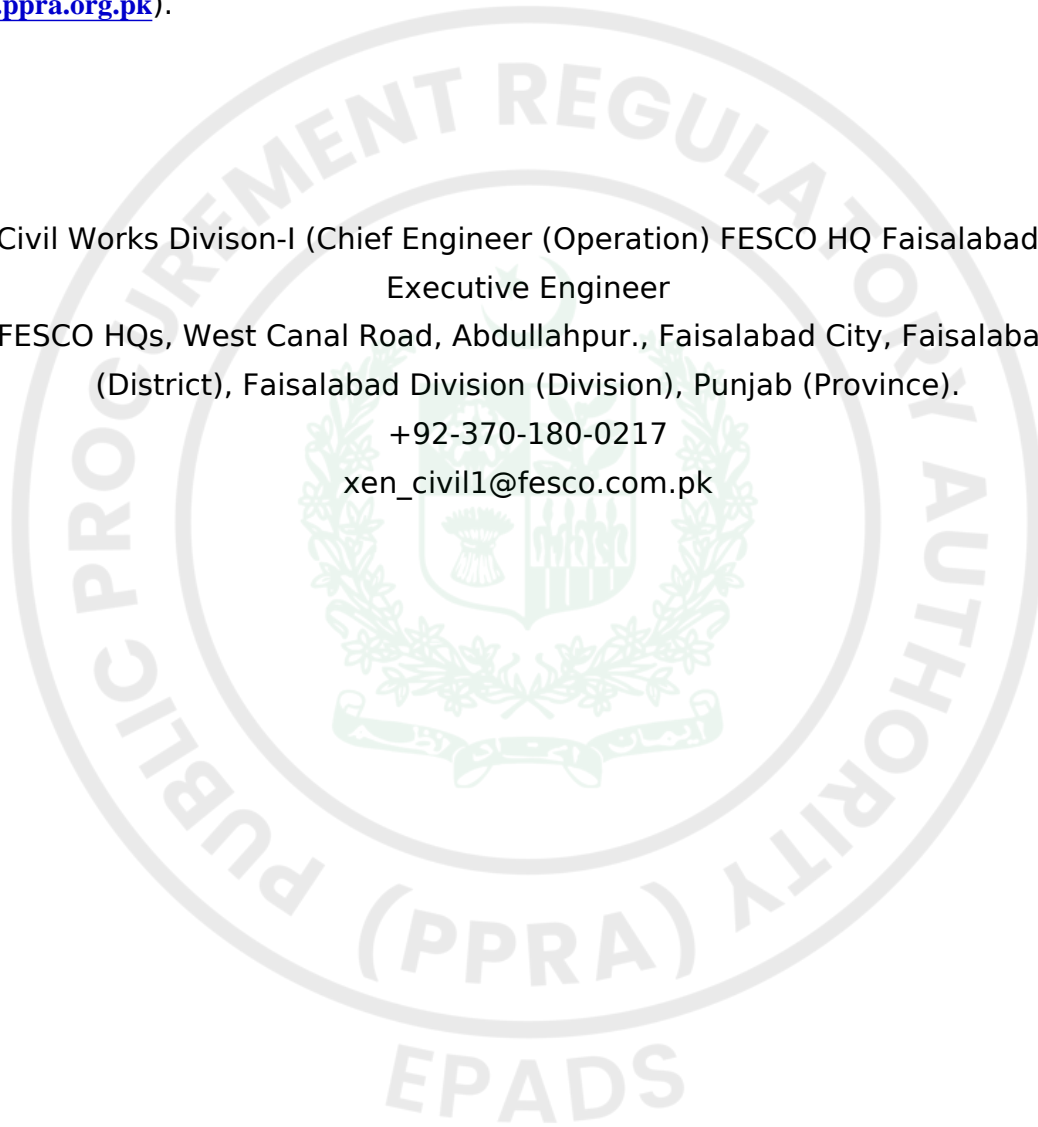 .ppra.org.pk).
Civil Works Divison-I (Chief Engineer (Operation) FESCO HQ Faisalabad
Executive Engineer
FESCO HQs, West Canal Road, Abdullahpur., Faisalabad City, Faisalaba
(District), Faisalabad Division (Division), Punjab (Province).
+92-370-180-0217
xen_civil1@fesco.com.pk
PUBLIC PROCUREMENT REGULATORY AUTHORITY
(PPRA)
EPADS